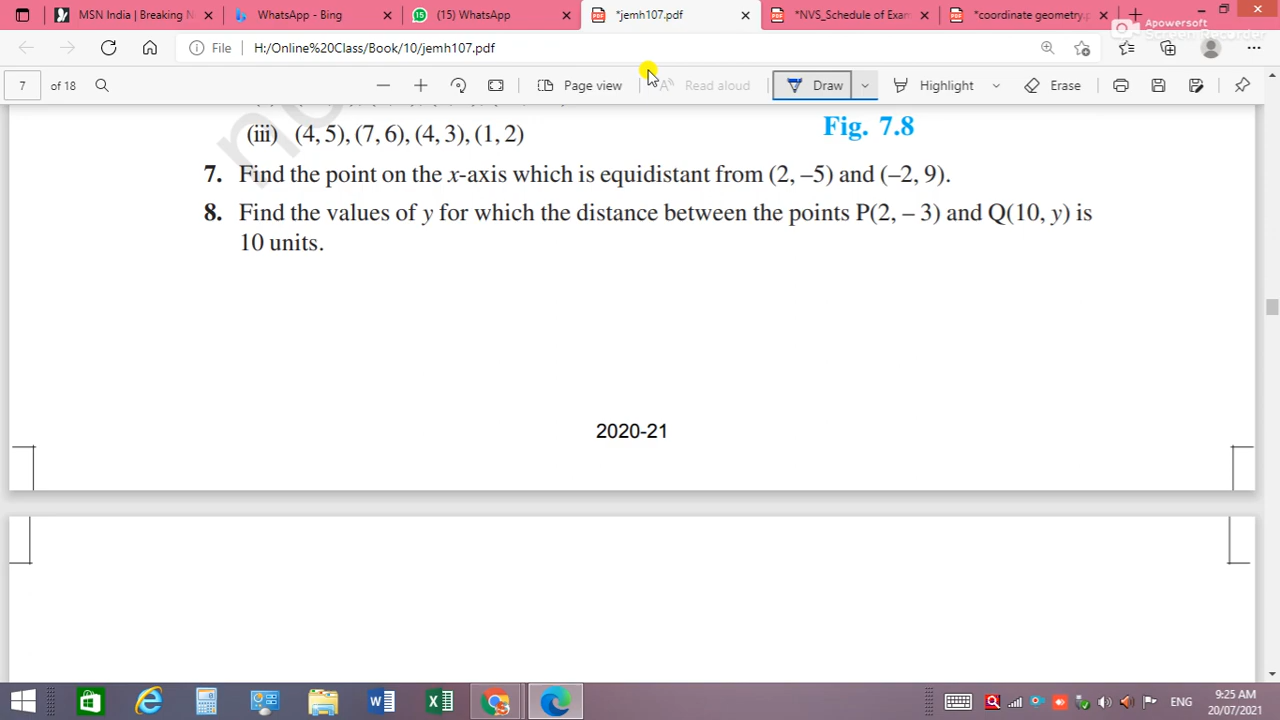 MSN India | Breaking N
WhatsApp - Bing
(15) WhatsApp
*jemh107.pdf
*NVS_Schedule of Exam
*coordinate geometry.p
Apowersoft
Screen Recorder
File
H:/Online%20Class/Book/10/jemh107.pdf
7
of 18
Page view
Read aloud
Draw
Highlight
Erase
(iii) (4, 5), (7, 6), (4, 3), (1, 2)
Fig. 7.8
7. Find the point on the x-axis which is equidistant from (2, –5) and (–2, 9).
8. Find the values of y for which the distance between the points P(2, – 3) and Q(10, y) is
10 units.
2020-21
ENG
9:25 AM
20/07/2021